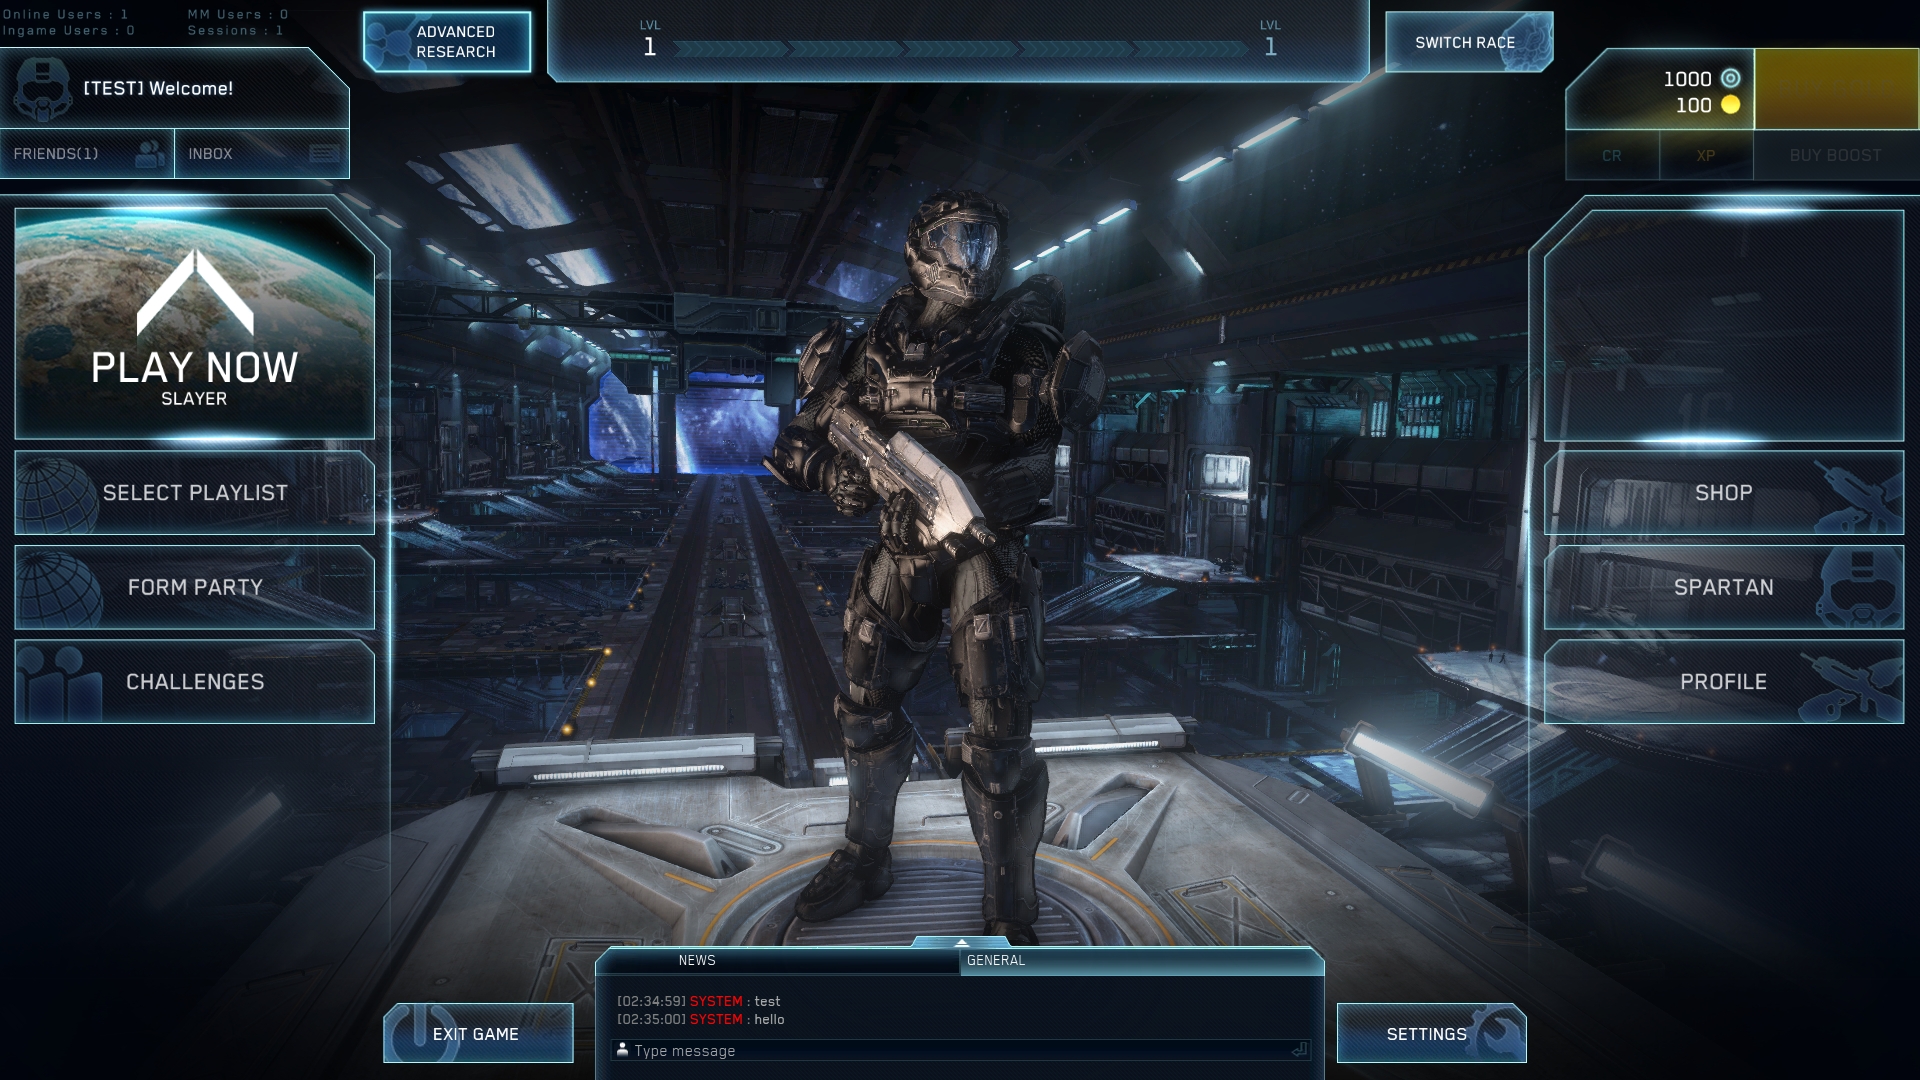 Online Users : 1
MM Users : 0
Ingame Users : 0
Sessions : 1
ADVANCED
RESEARCH
LVL
1
LVL
1
SWITCH RACE
[TEST] Welcome!
FRIENDS(1)
INBOX
1000
100
CR
XP
BUY BOOST
PLAY NOW
SLAYER
SELECT PLAYLIST
FORM PARTY
CHALLENGES
SHOP
SPARTAN
PROFILE
NEWS
GENERAL
[02:34:59] SYSTEM : test
[02:35:00] SYSTEM : hello
Type message
EXIT GAME
SETTINGS